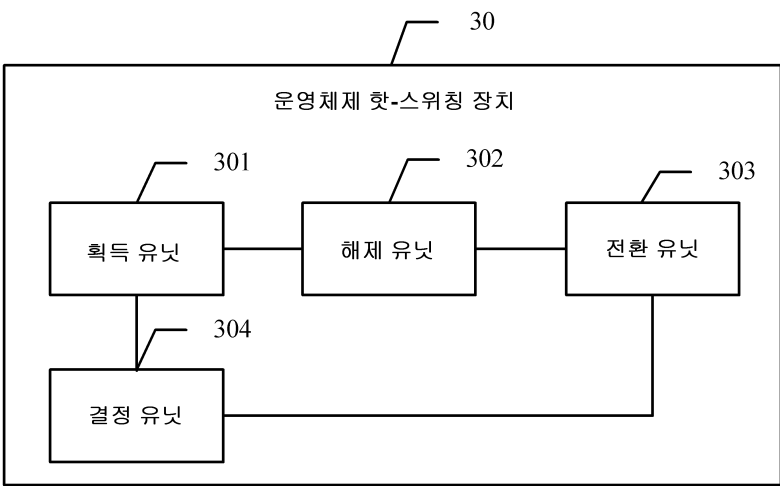 30
운영체제 핫-스위칭 장치
301
302
303
획득 유닛
해제 유닛
전환 유닛
304
결정 유닛